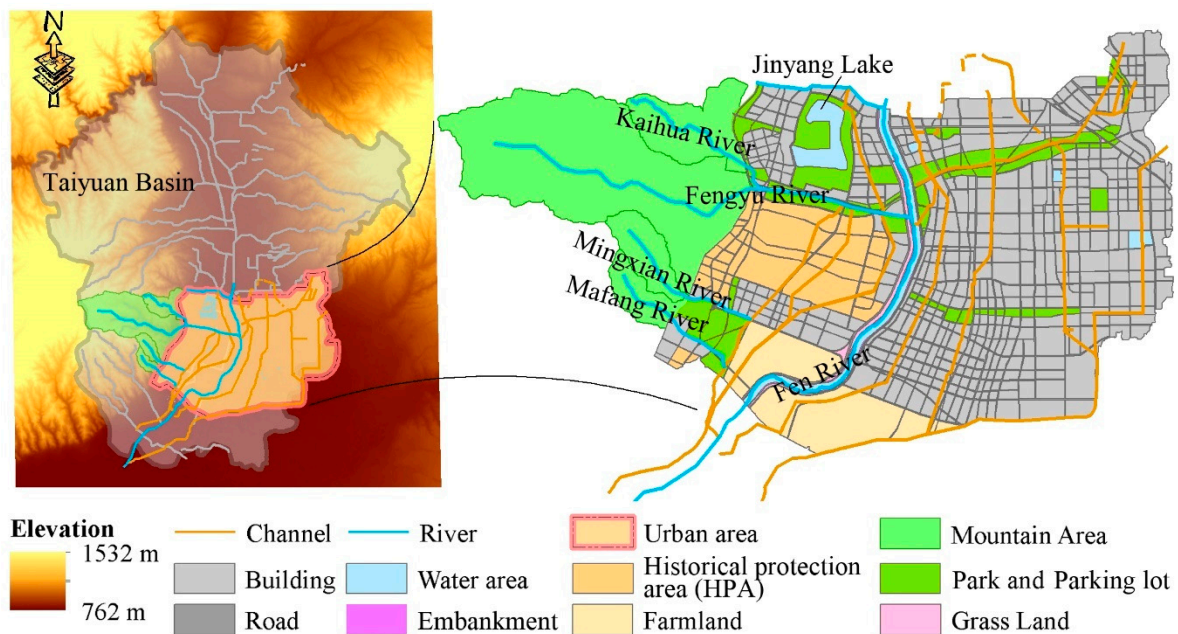 N
Taiyuan Basin
Jinyang Lake
Kaihua River
Fengyu River
Mingxian River
Mafang River
Fen River
Elevation
1532 m
762 m
Channel
River
Urban area
Mountain Area
Building
Water area
Historical protection
area (HPA)
Park and Parking lot
Road
Embankment
Farmland
Grass Land